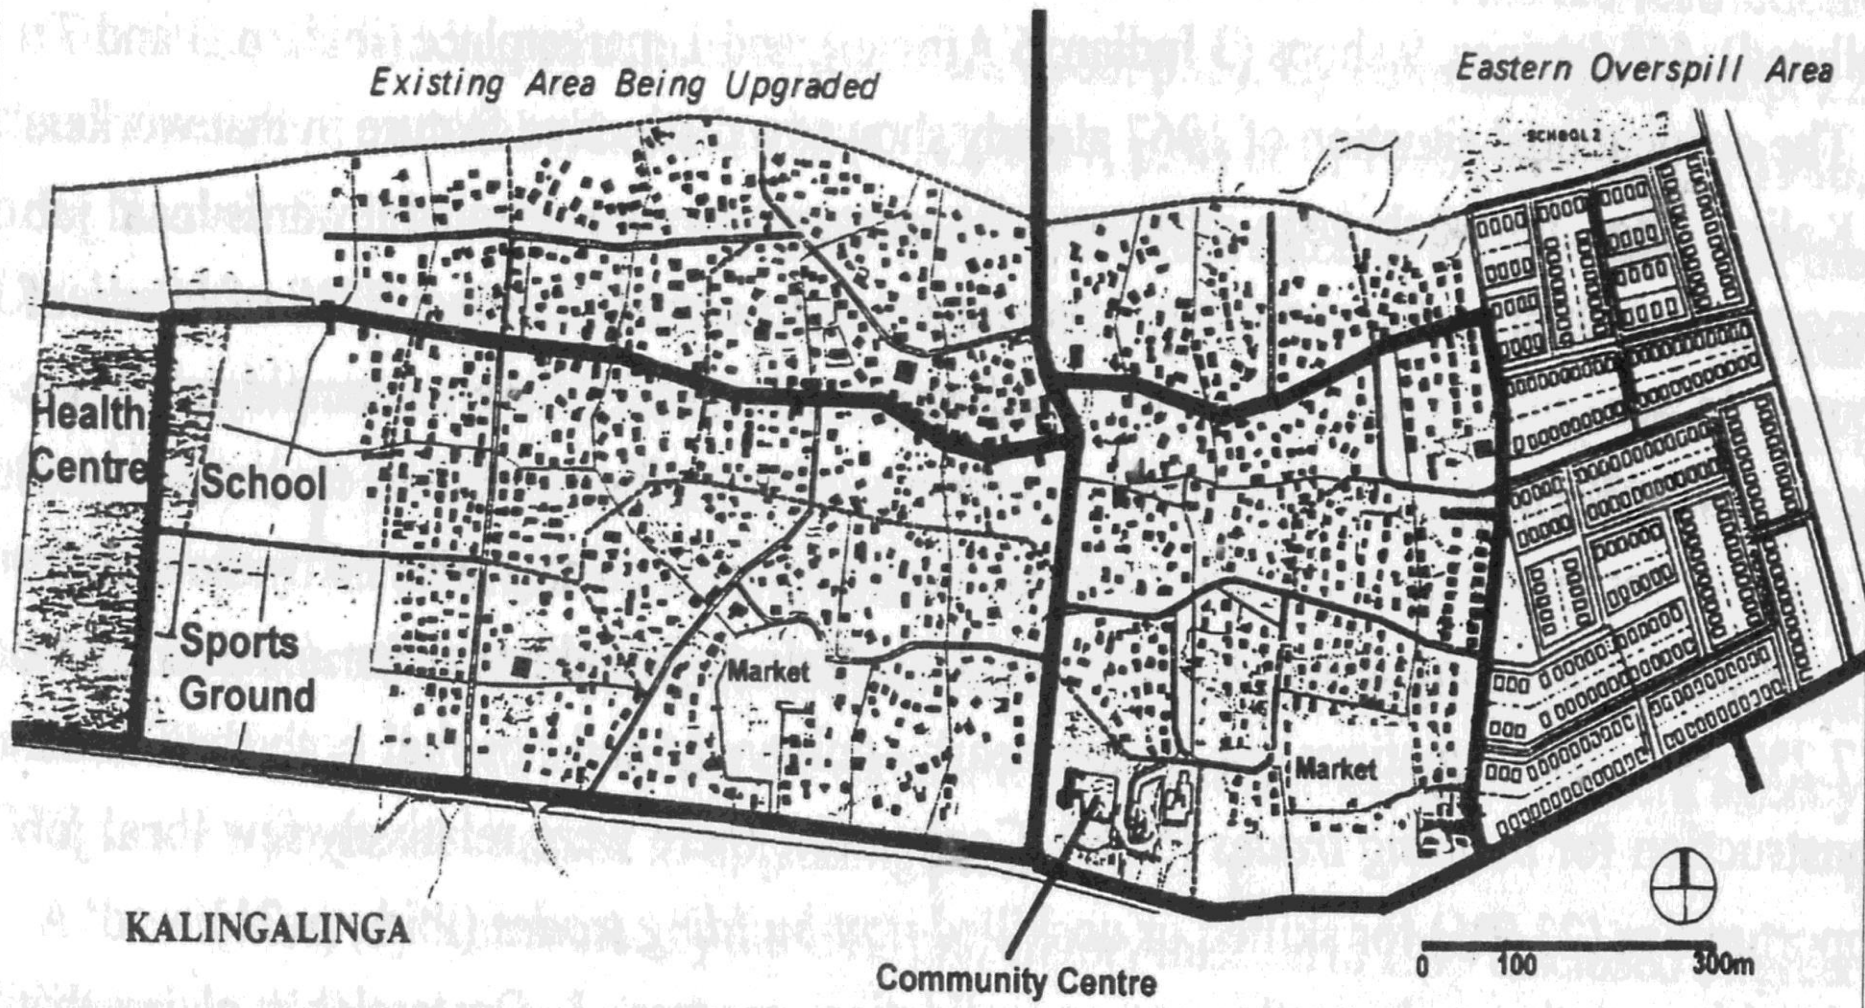 Existing Area Being Upgraded
Eastern Overspill Area
SCHOOL 2
Health
Centre
School
Sports
Ground
Market
Market
KALINGALINGA
Community Centre
0 100 300m